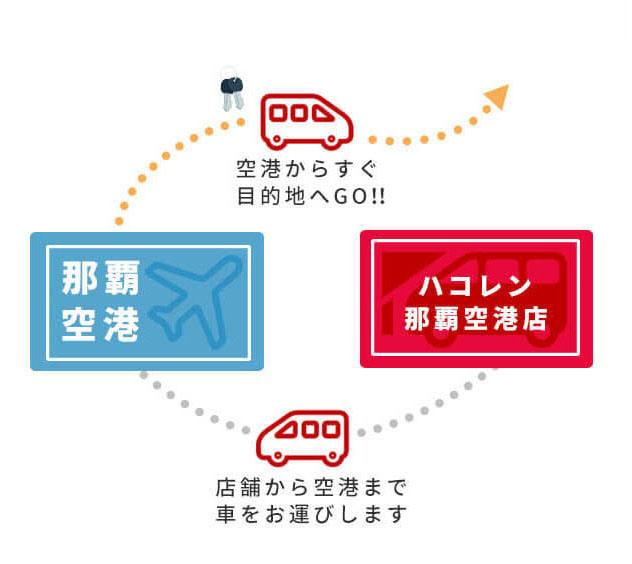 空港からすぐ
目的地へGO!!
那覇
空港
ハコレン
那覇空港店
店舗から空港まで
車をお運びします